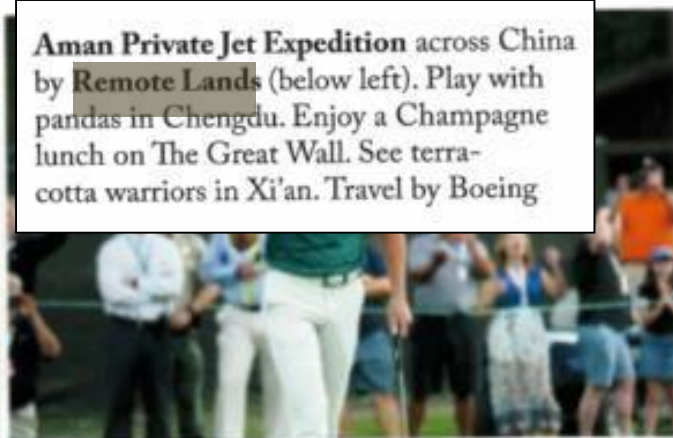 Aman Private Jet Expedition across China
by Remote Lands (below left). Play with
pandas in Chengdu. Enjoy a Champagne
lunch on The Great Wall. See terra-
cotta warriors in Xi'an. Travel by Boeing